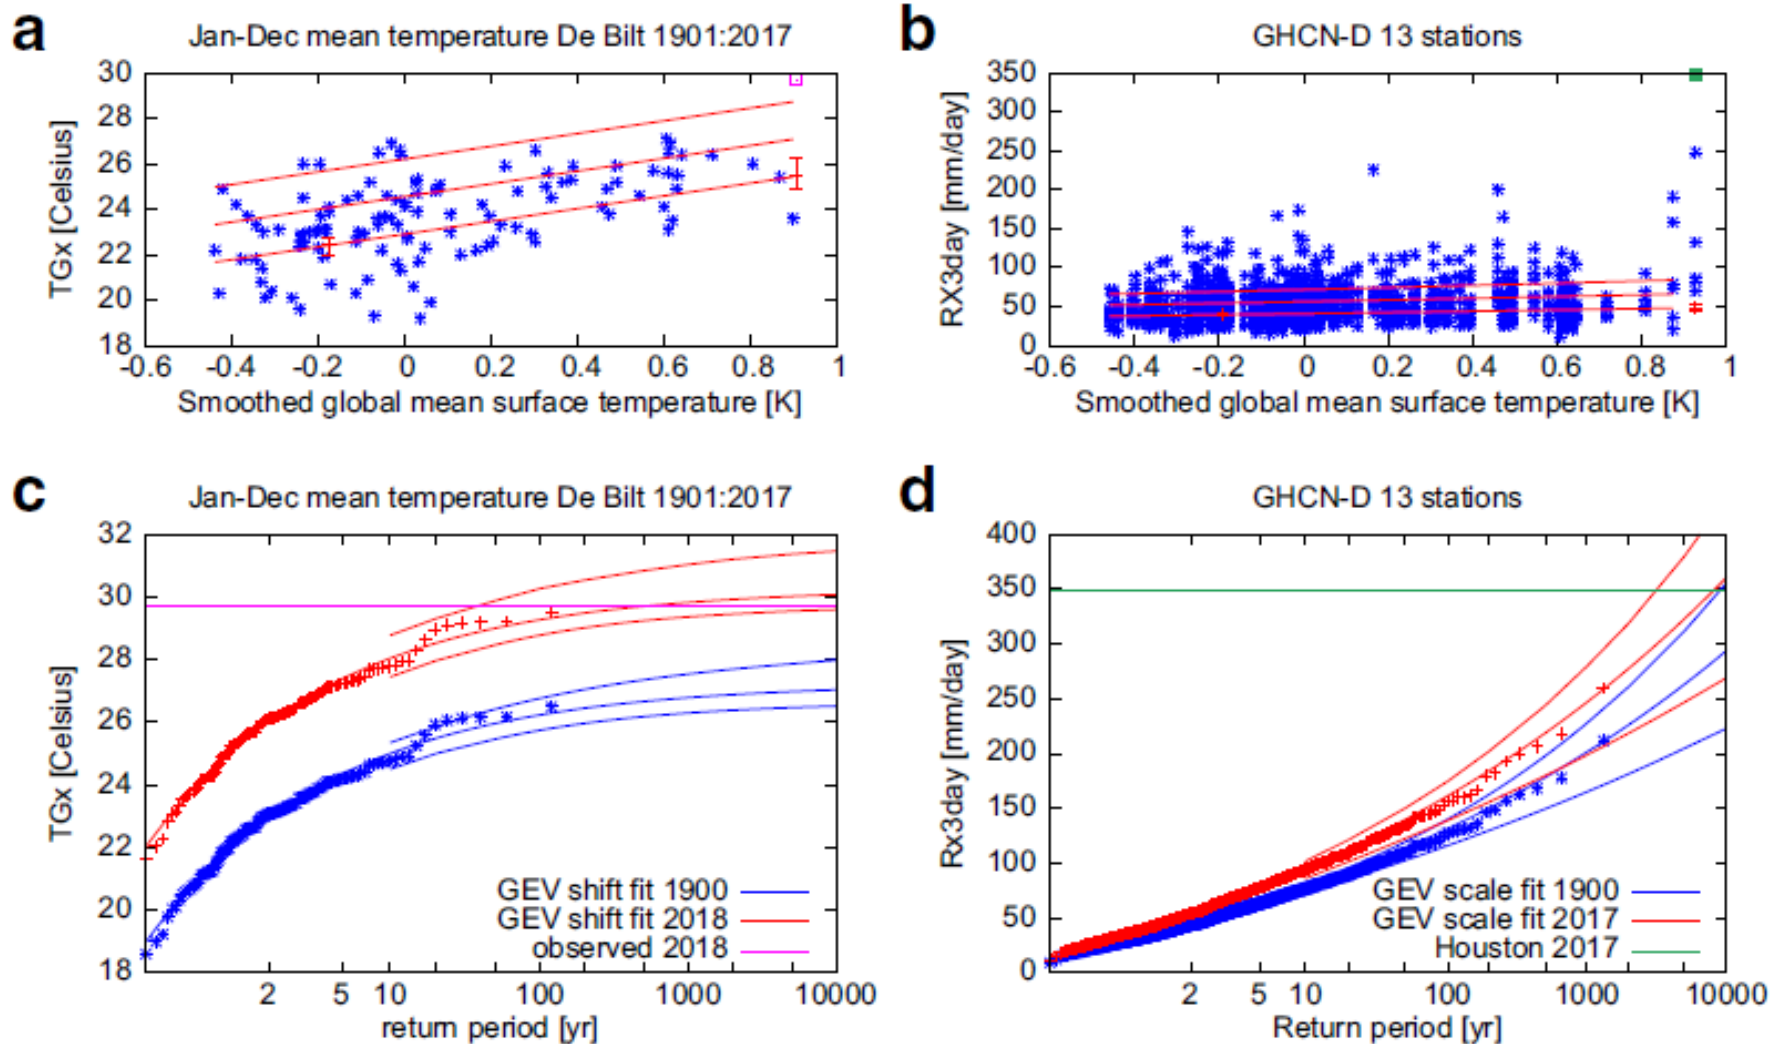 a
Jan-Dec mean temperature De Bilt 1901:2017
TGx [Celsius]
30
28
26
24
22
20
18
-0.6 -0.4 -0.2 0 0.2 0.4 0.6 0.8 1
Smoothed global mean surface temperature [K]
b
GHCN-D 13 stations
RX3day [mm/day]
350
300
250
200
150
100
50
0
-0.6 -0.4 -0.2 0 0.2 0.4 0.6 0.8 1
Smoothed global mean surface temperature [K]
c
Jan-Dec mean temperature De Bilt 1901:2017
TGx [Celsius]
32
30
28
26
24
22
20
18
GEV shift fit 1900
GEV shift fit 2018
observed 2018
2 5 10 100 1000 10000
return period [yr]
d
GHCN-D 13 stations
Rx3day [mm/day]
400
350
300
250
200
150
100
50
0
GEV scale fit 1900
GEV scale fit 2017
Houston 2017
2 5 10 100 1000 10000
Return period [yr]